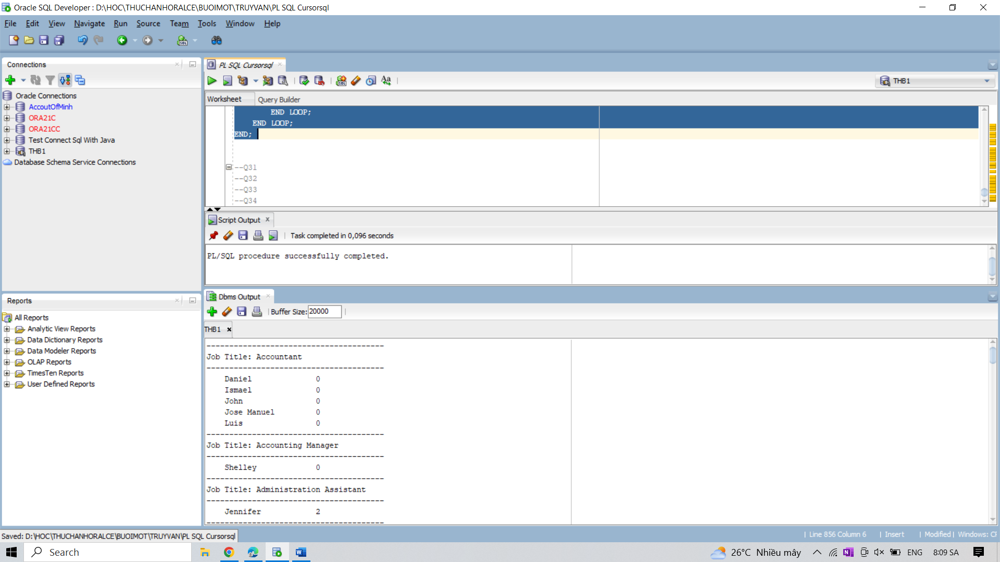 Oracle SQL Developer : D:\HOC\THUCHANHORALCE\BUOIMOT\TRUYVAN\PL SQL Cursorsql
File Edit View Navigate Run Source Team Tools Window Help
Connections
Oracle Connections
AccoutOfMinh
ORA21C
ORA21CC
Test Connect Sql With Java
THB1
Database Schema Service Connections
Reports
All Reports
Analytic View Reports
Data Dictionary Reports
Data Modeler Reports
OLAP Reports
TimesTen Reports
User Defined Reports
PL SQL Cursorsql
THB1
Worksheet Query Builder
END LOOP;
END LOOP;
END;
--Q31
--Q32
--Q33
--Q34
Script Output
Task completed in 0,096 seconds
PL/SQL procedure successfully completed.
Dbms Output
Buffer Size: 20000
THB1
---------------------------------------
Job Title: Accountant
---------------------------------------
Daniel 0
Ismael 0
John 0
Jose Manuel 0
Luis 0
---------------------------------------
Job Title: Accounting Manager
---------------------------------------
Shelley 0
---------------------------------------
Job Title: Administration Assistant
---------------------------------------
Jennifer 2
---------------------------------------
Saved: D:\HOC\THUCHANHORALCE\BUOIMOT\TRUYVAN\PL SQL Cursorsql
Line 856 Column 6 | Insert | Modified | Windows: CF
Search
26°C Nhiều mây
ENG
8:09 SA